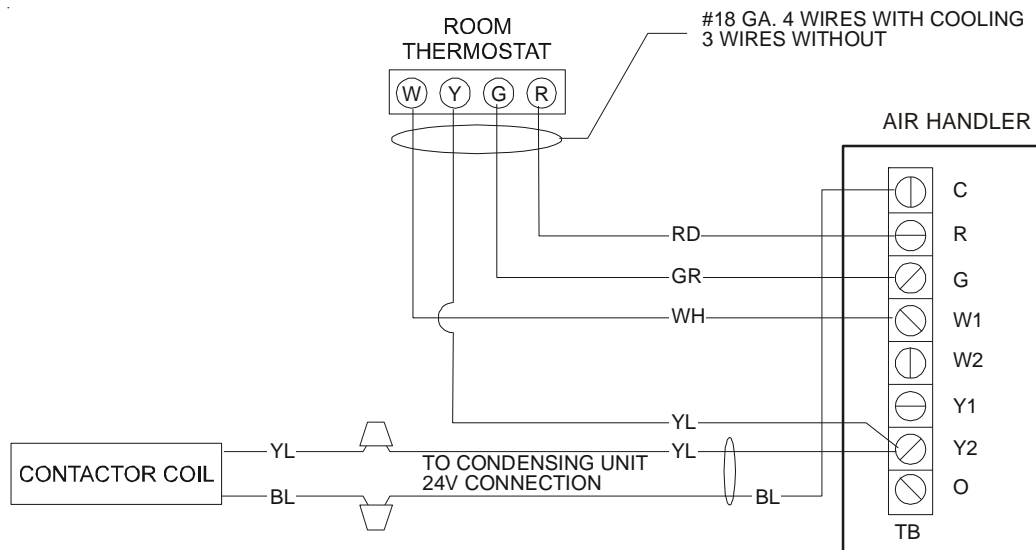 #18 GA. 4 WIRES WITH COOLING
3 WIRES WITHOUT
ROOM
THERMOSTAT
W Y G R
AIR HANDLER
C
RD R
GR G
WH W1
W2
Y1
YL
YL YL Y2
CONTACTOR COIL
TO CONDENSING UNIT
24V CONNECTION
BL BL O
TB